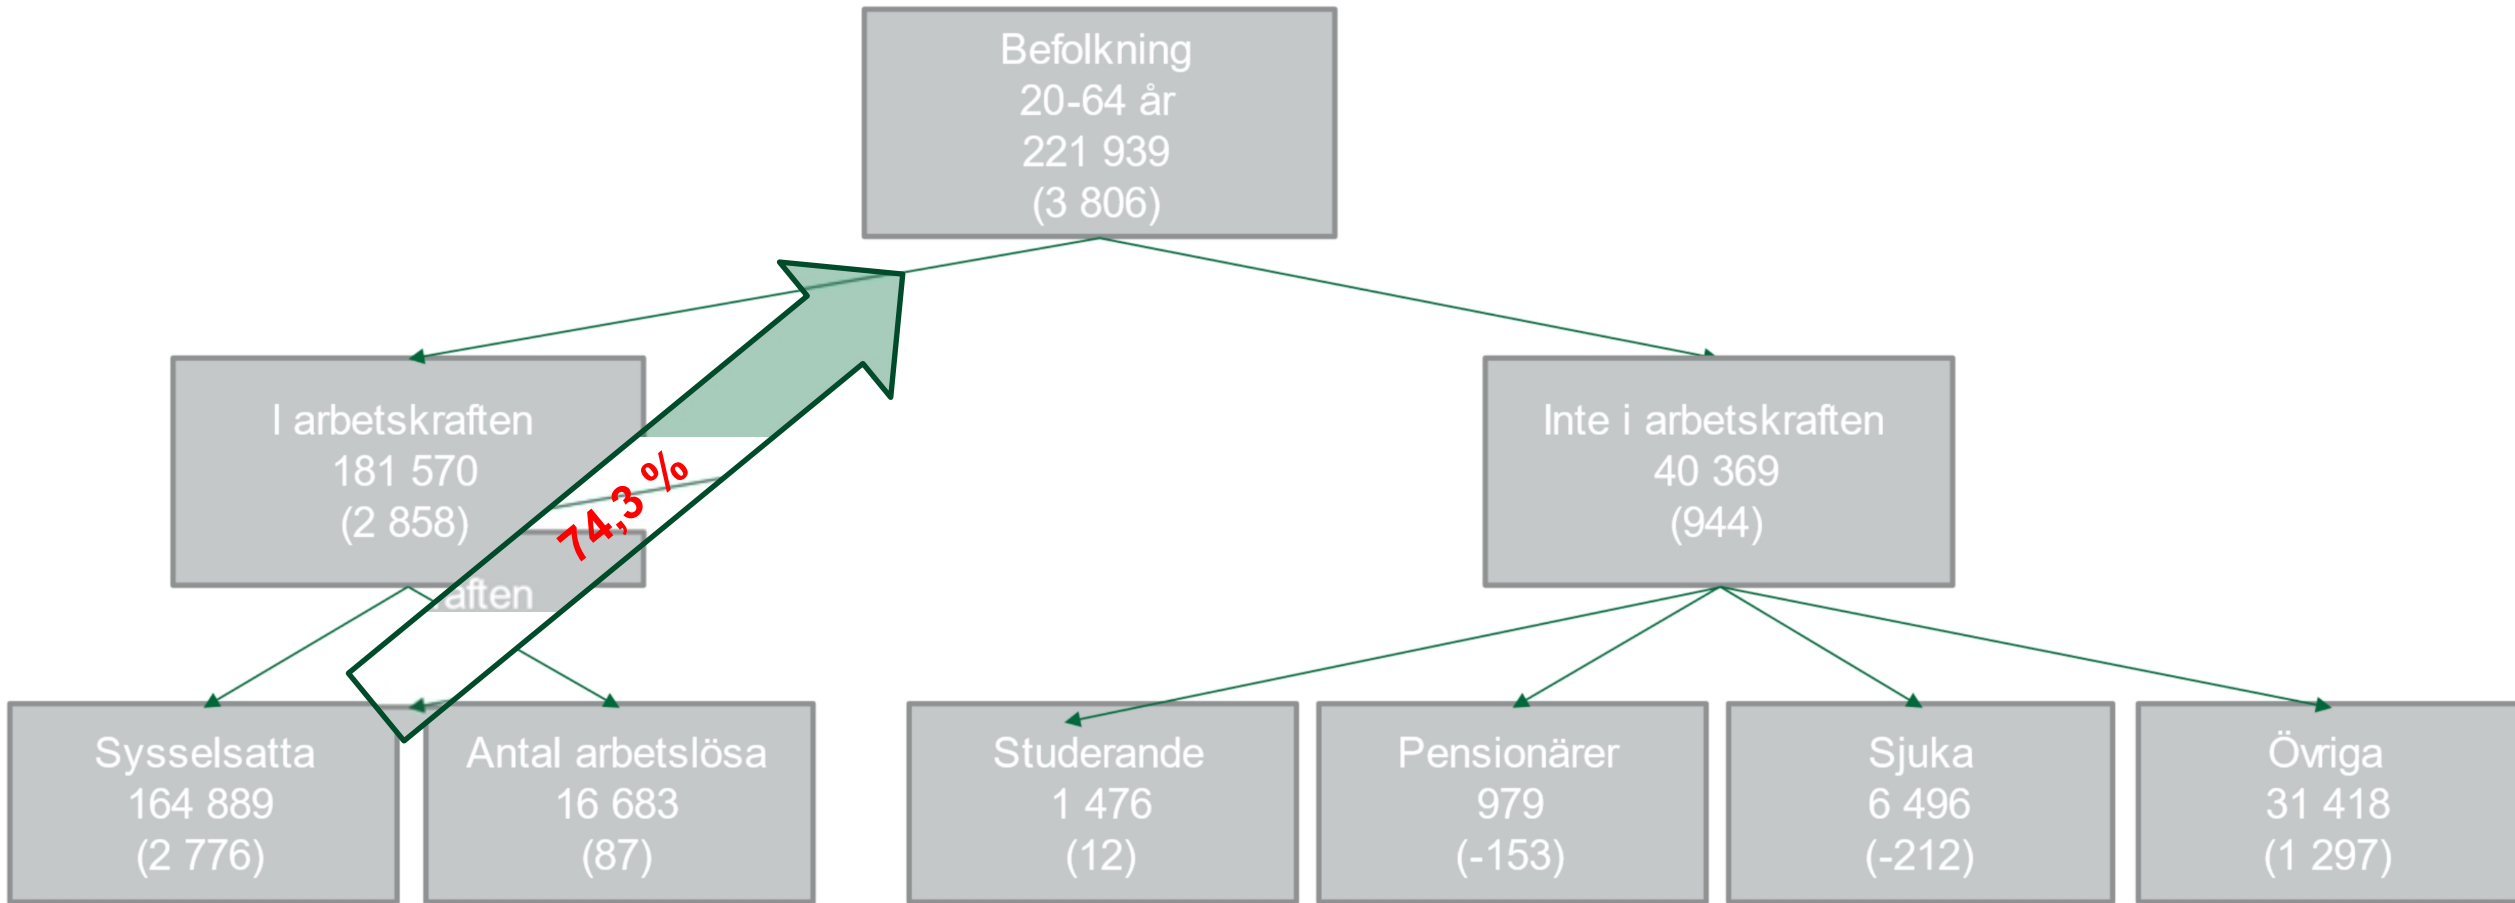 Befolkning
20-64 år
221 939
(3 806)
I arbetskraften
181 570
(2 858)
Inte i arbetskraften
40 369
(944)
74,3 %
aften
Sysselsatta
164 889
(2 776)
Antal arbetslösa
16 683
(87)
Studerande
1 476
(12)
Pensionärer
979
(-153)
Sjuka
6 496
(-212)
Övriga
31 418
(1 297)